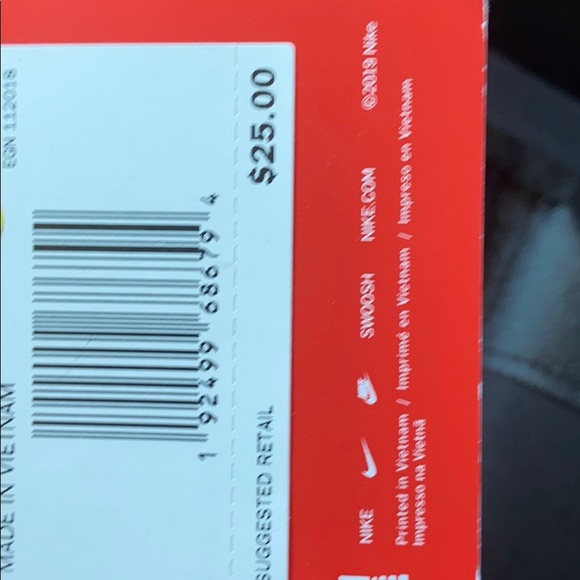 EGN 112018
MADE IN VIETNAM
1 92499 68679 4
SUGGESTED RETAIL $25.00
NIKE SWOOSH NIKE.COM ©2019 Nike
Printed in Vietnam / Imprimé en Vietnam / Impreso en Vietnam
Impresso na Vietnã